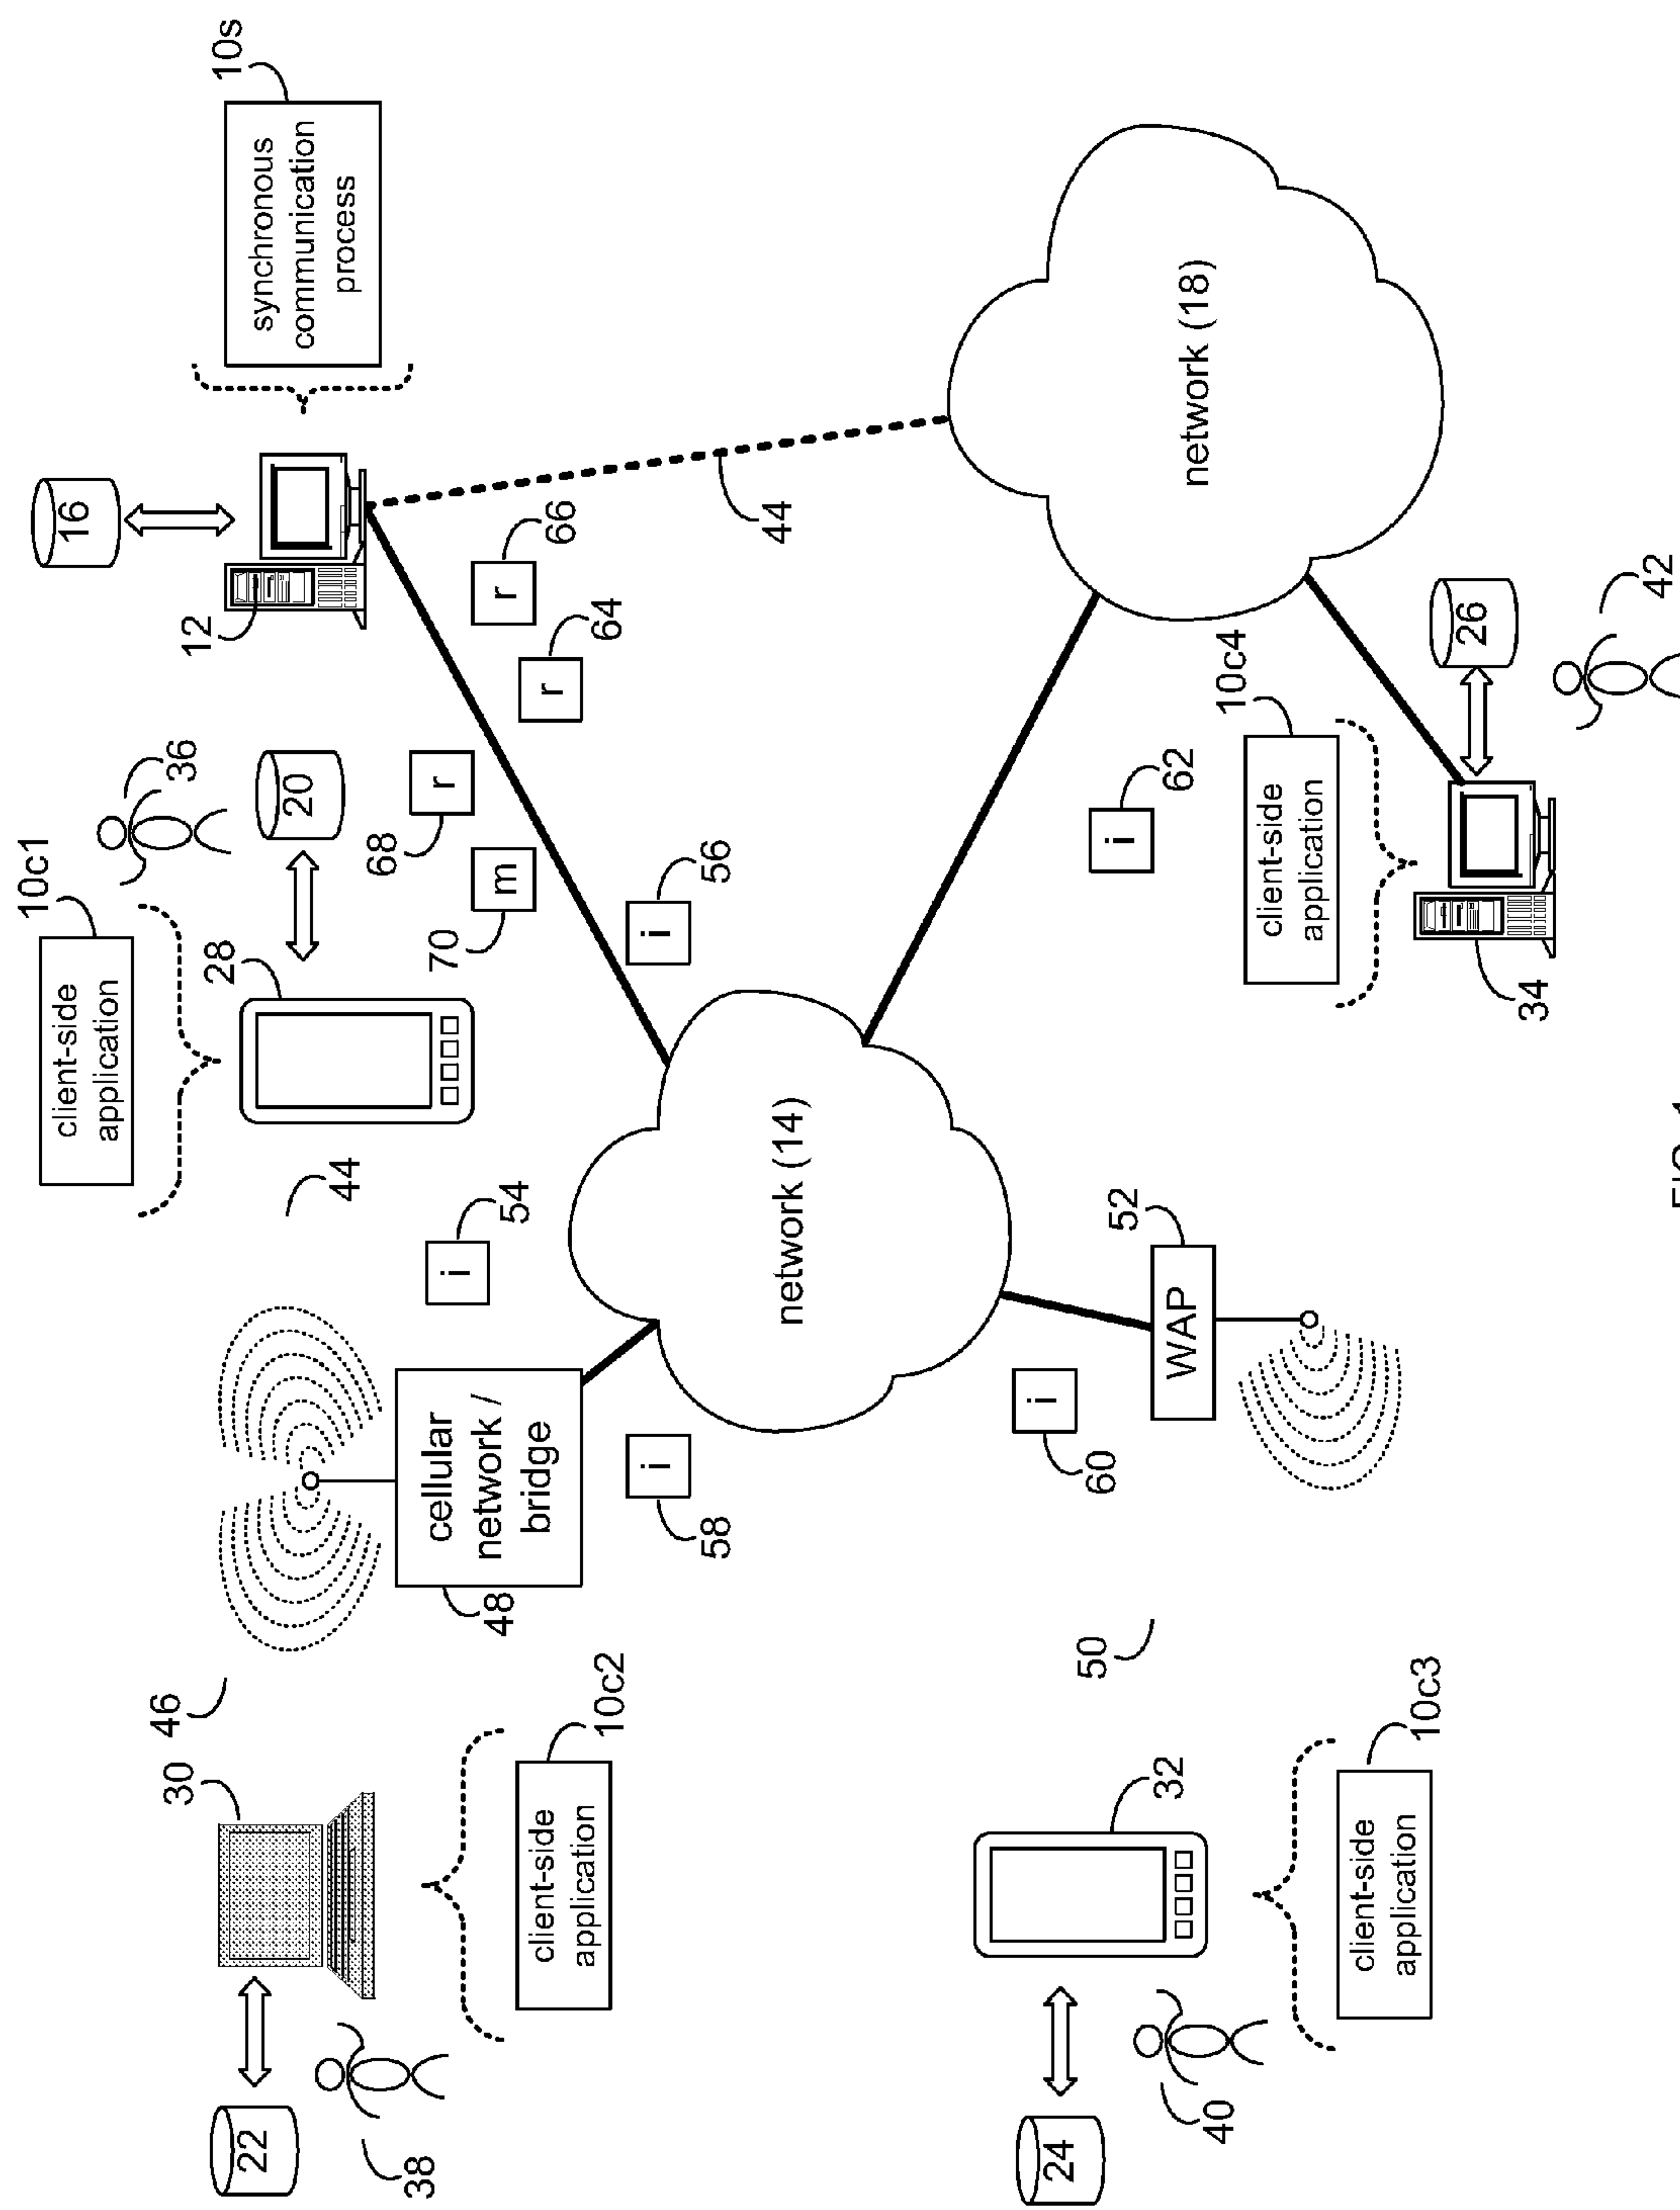 22
30
46
16
10s
synchronous
communication
process
10c1
client-side
application
28
36
20
12
38
44
48
cellular
network /
bridge
i
54
68
r
m
70
r
66
r
64
10c2
client-side
application
i
58
i
56
44
network (14)
24
40
32
50
i
60
52
WAP
i
62
network (18)
10c3
client-side
application
10c4
client-side
application
26
34
42